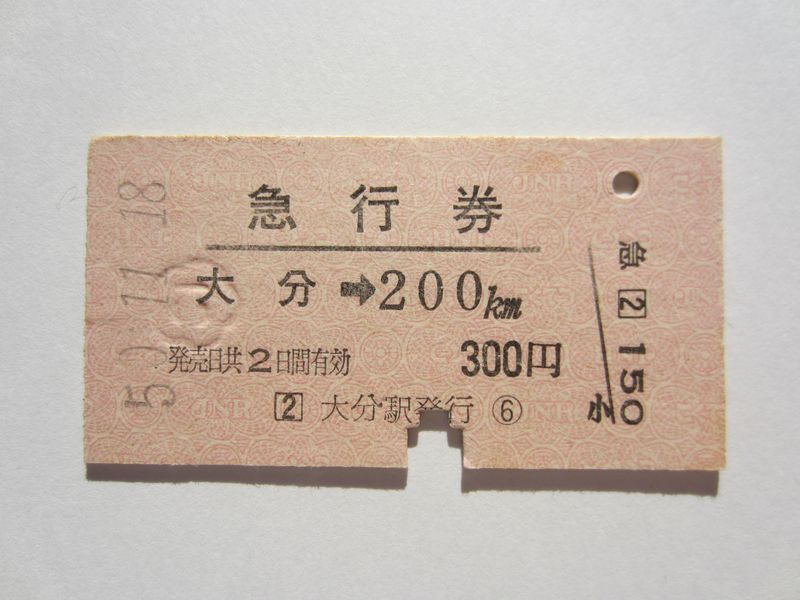 急行券
大分➡200km
発売日共2日間有効 300円
[2] 大分駅発行 ⑥
急 [2] 150